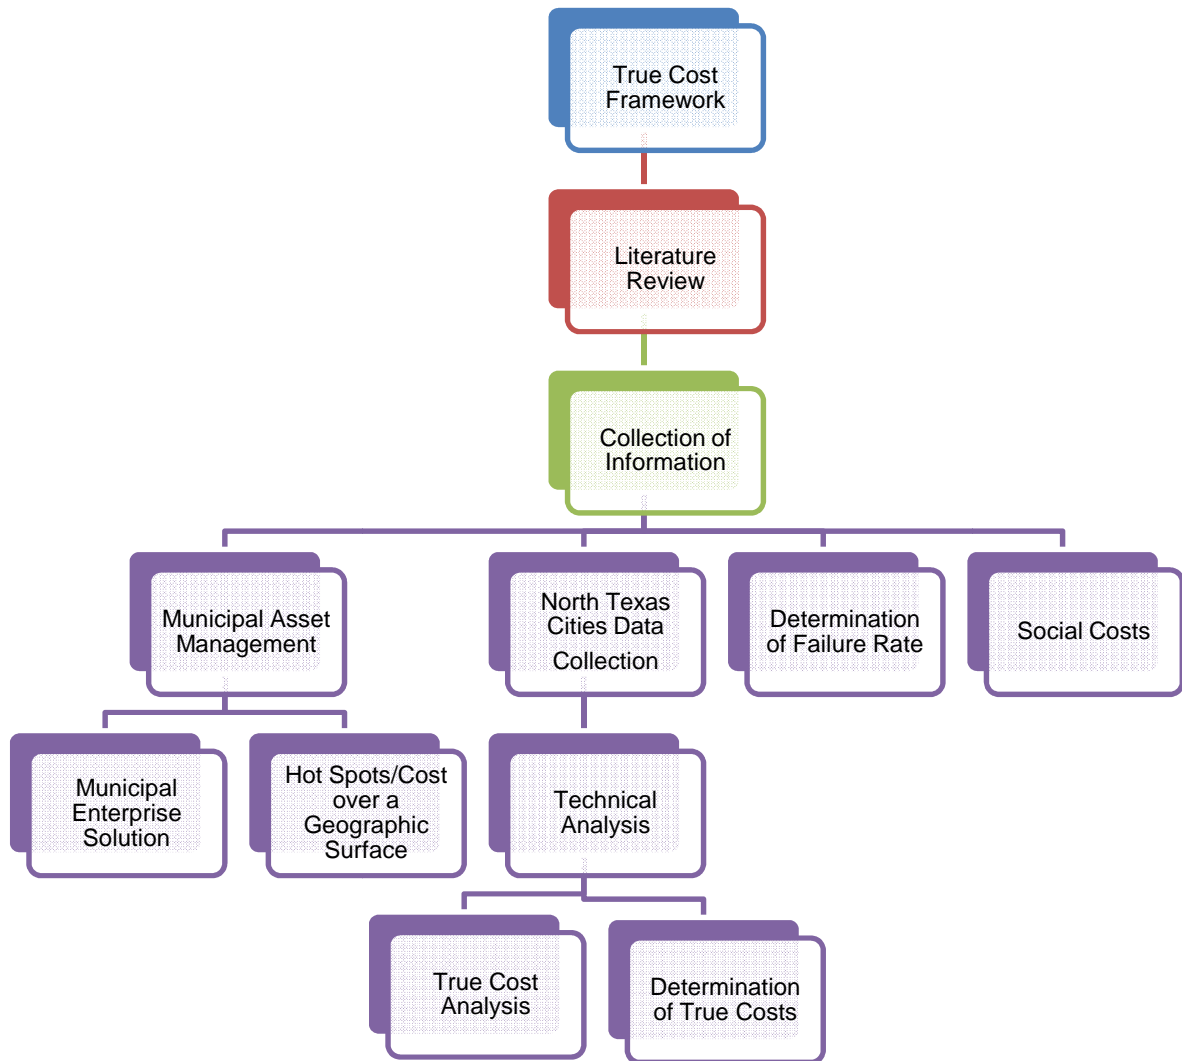 True Cost
Framework
Literature
Review
Collection of
Information
Municipal Asset
Management
North Texas
Cities Data
Collection
Determination
of Failure Rate
Social Costs
Municipal
Enterprise
Solution
Hot Spots/Cost
over a
Geographic
Surface
Technical
Analysis
True Cost
Analysis
Determination
of True Costs